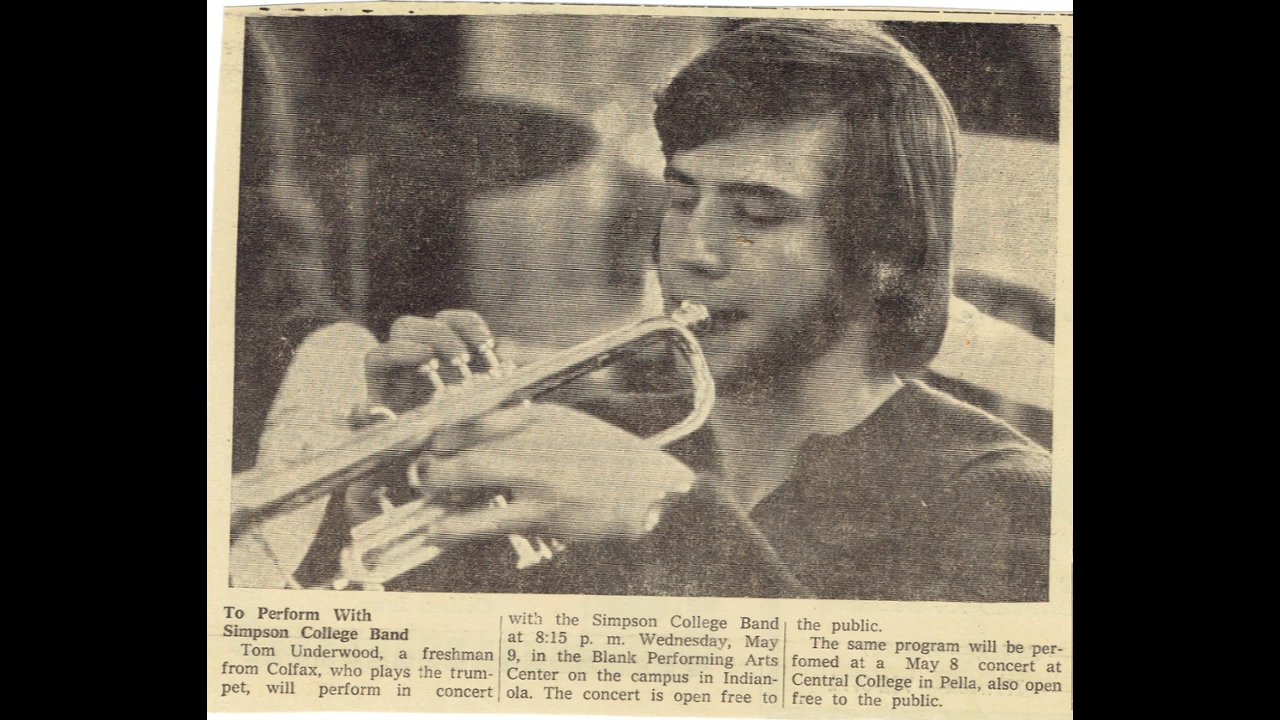 To Perform With
Simpson College Band
Tom Underwood, a freshman
from Colfax, who plays the trum-
pet, will perform in concert
with the Simpson College Band
at 8:15 p. m. Wednesday, May
9, in the Blank Performing Arts
Center on the campus in Indian-
ola. The concert is open free to
the public.
The same program will be per-
fomed at a May 8 concert at
Central College in Pella, also open
free to the public.